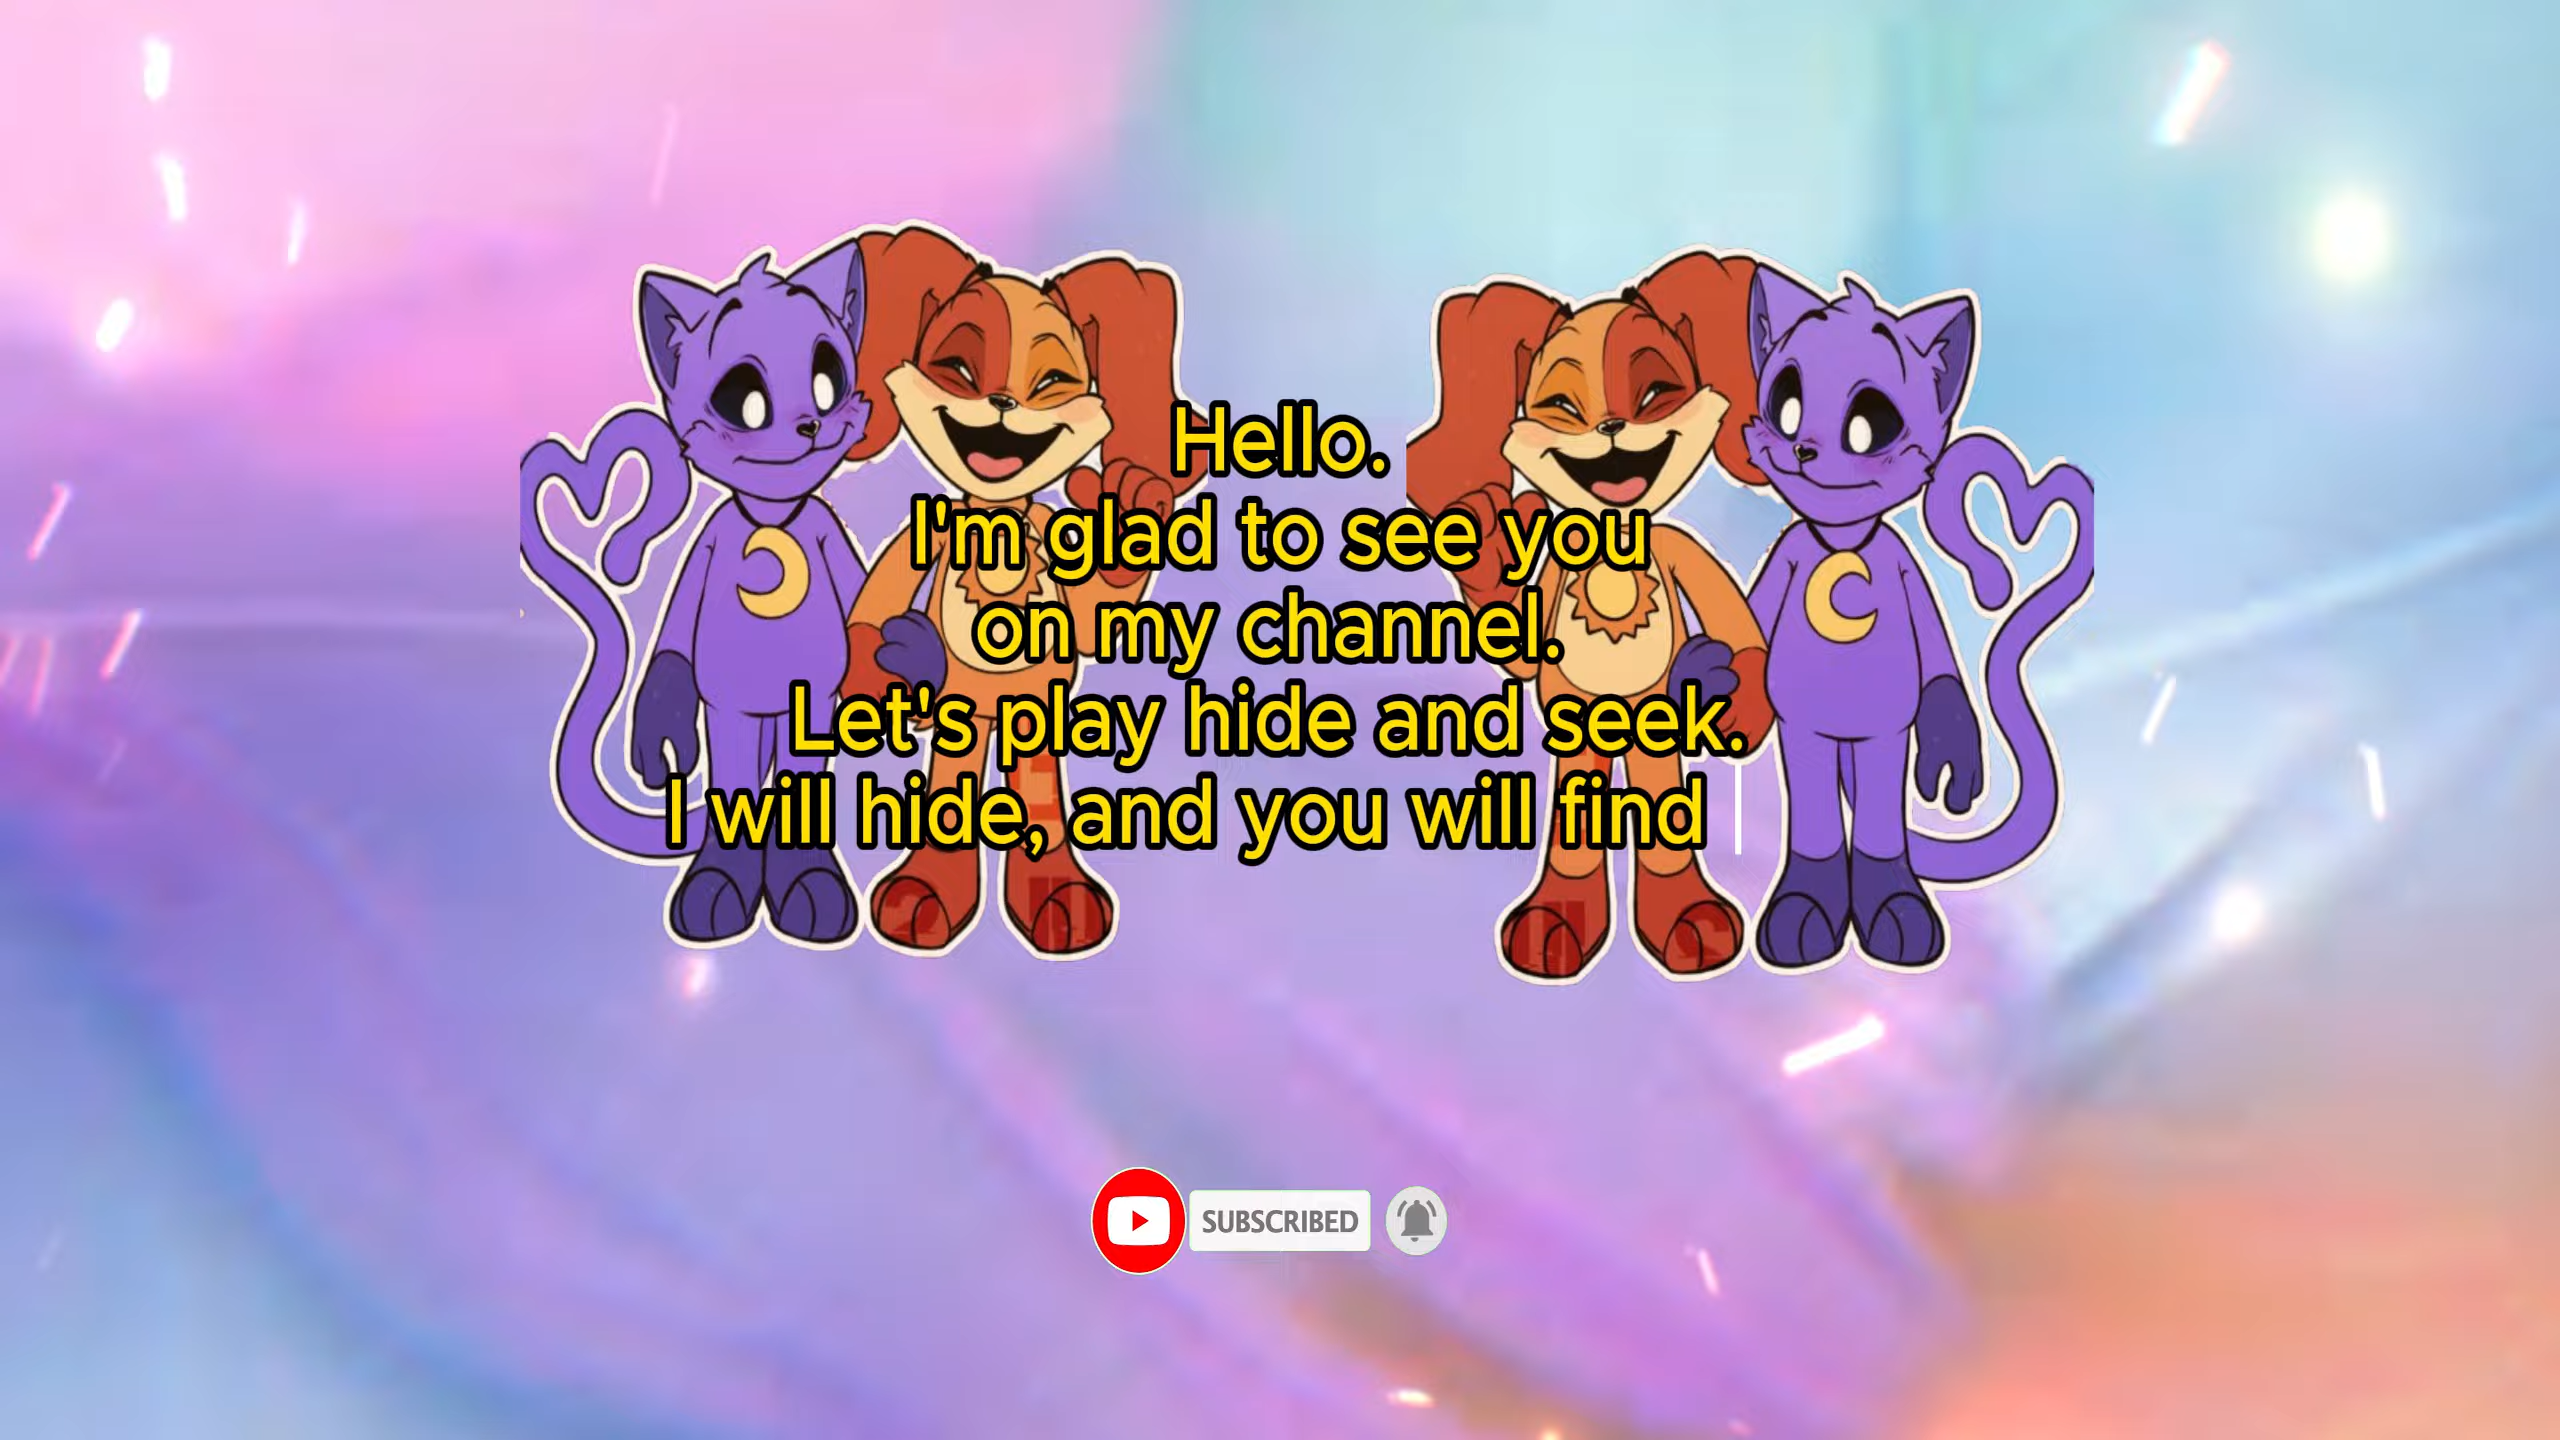 Hello.
I'm glad to see you
on my channel.
Let's play hide and seek.
I will hide, and you will find
SUBSCRIBED